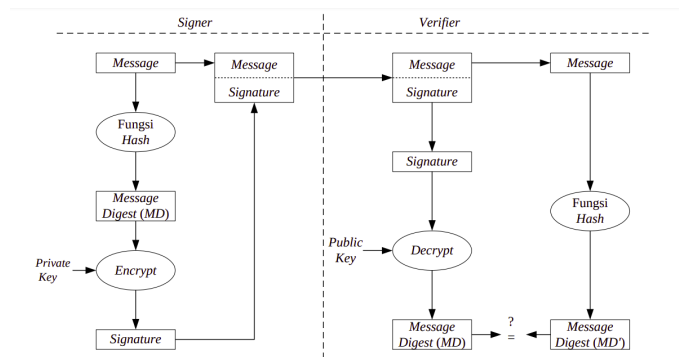 Signer
Message
Fungsi
Hash
Message
Digest (MD)
Private
Key
Encrypt
Signature
Message
Signature
Verifier
Message
Signature
Signature
Public
Key
Decrypt
Message
Digest (MD)
?
=
Message
Fungsi
Hash
Message
Digest (MD')